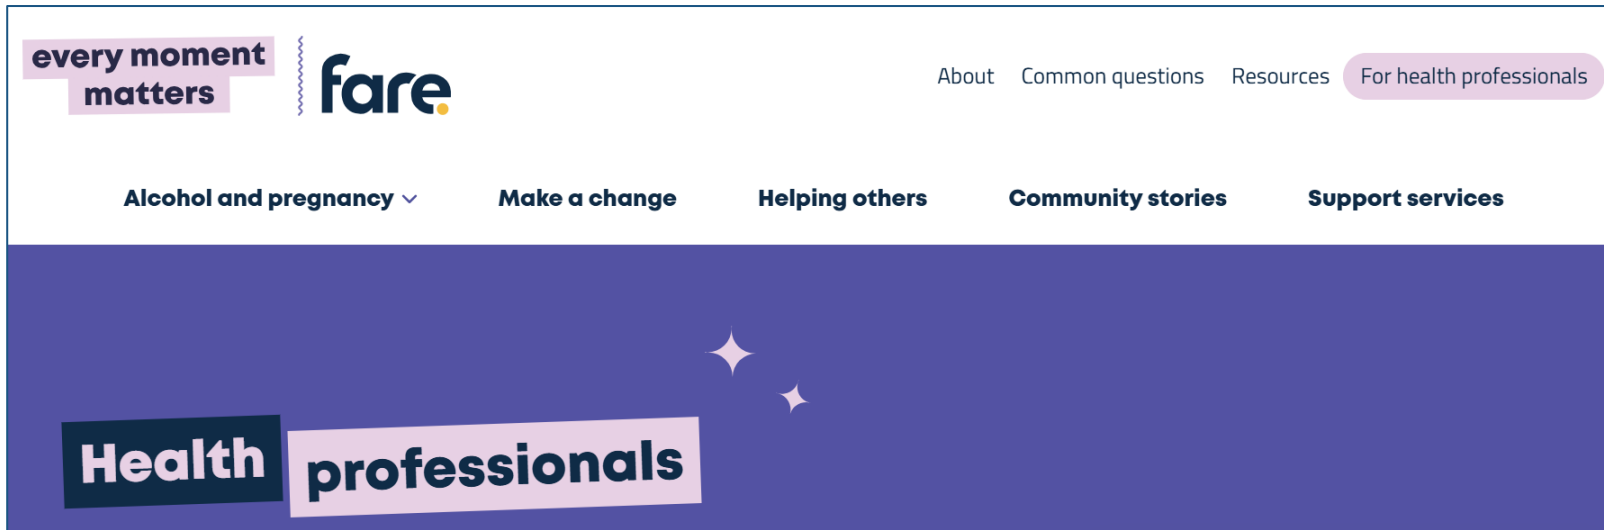 every moment
matters
fare.
About Common questions Resources For health professionals
Alcohol and pregnancy Make a change Helping others Community stories Support services
Health professionals